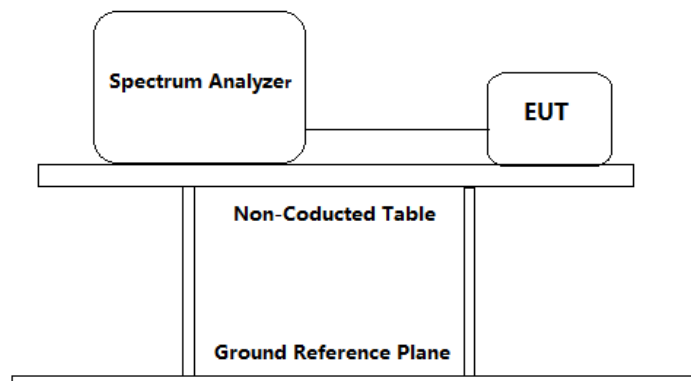 Spectrum Analyzer
EUT
Non-Coducted Table
Ground Reference Plane